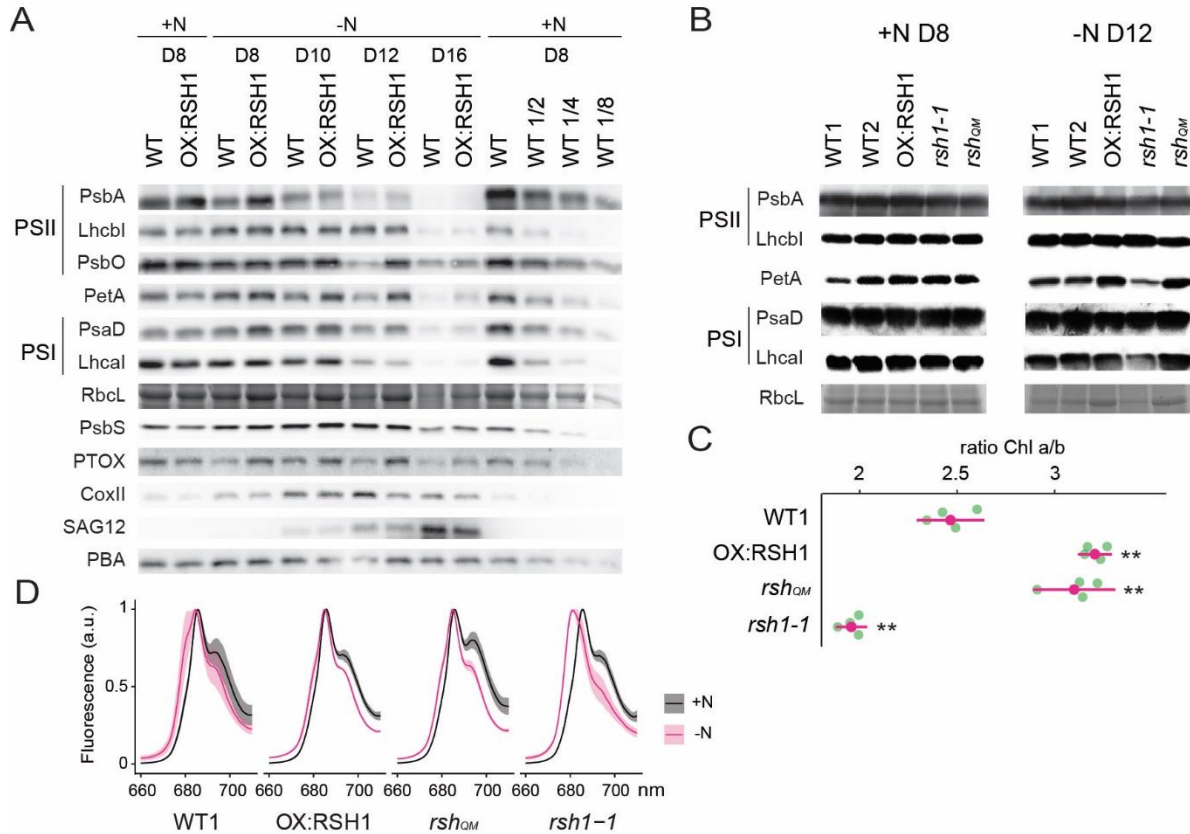 A
+N
-N
+N
D8
D8
D10
D12
D16
D8
WT
OX:RSH1
WT
OX:RSH1
WT
OX:RSH1
WT
OX:RSH1
WT
OX:RSH1
WT
WT 1/2
WT 1/4
WT 1/8
PSII
PsbA
LhcbI
PsbO
PetA
PSI
PsaD
LhcaI
RbcL
PsbS
PTOX
CoxII
SAG12
PBA
B
+N D8
-N D12
WT1
WT2
OX:RSH1
rsh1-1
rshQM
WT1
WT2
OX:RSH1
rsh1-1
rshQM
PSII
PsbA
LhcbI
PetA
PSI
PsaD
LhcaI
RbcL
C
ratio Chl a/b
2 2.5 3
WT1
OX:RSH1 **
rshQM **
rsh1-1 **
D
Fluorescence (a.u.)
1
0.5
0
+N
-N
660 700 660 700 660 700 660 700 nm
WT1 OX:RSH1 rshQM rsh1-1